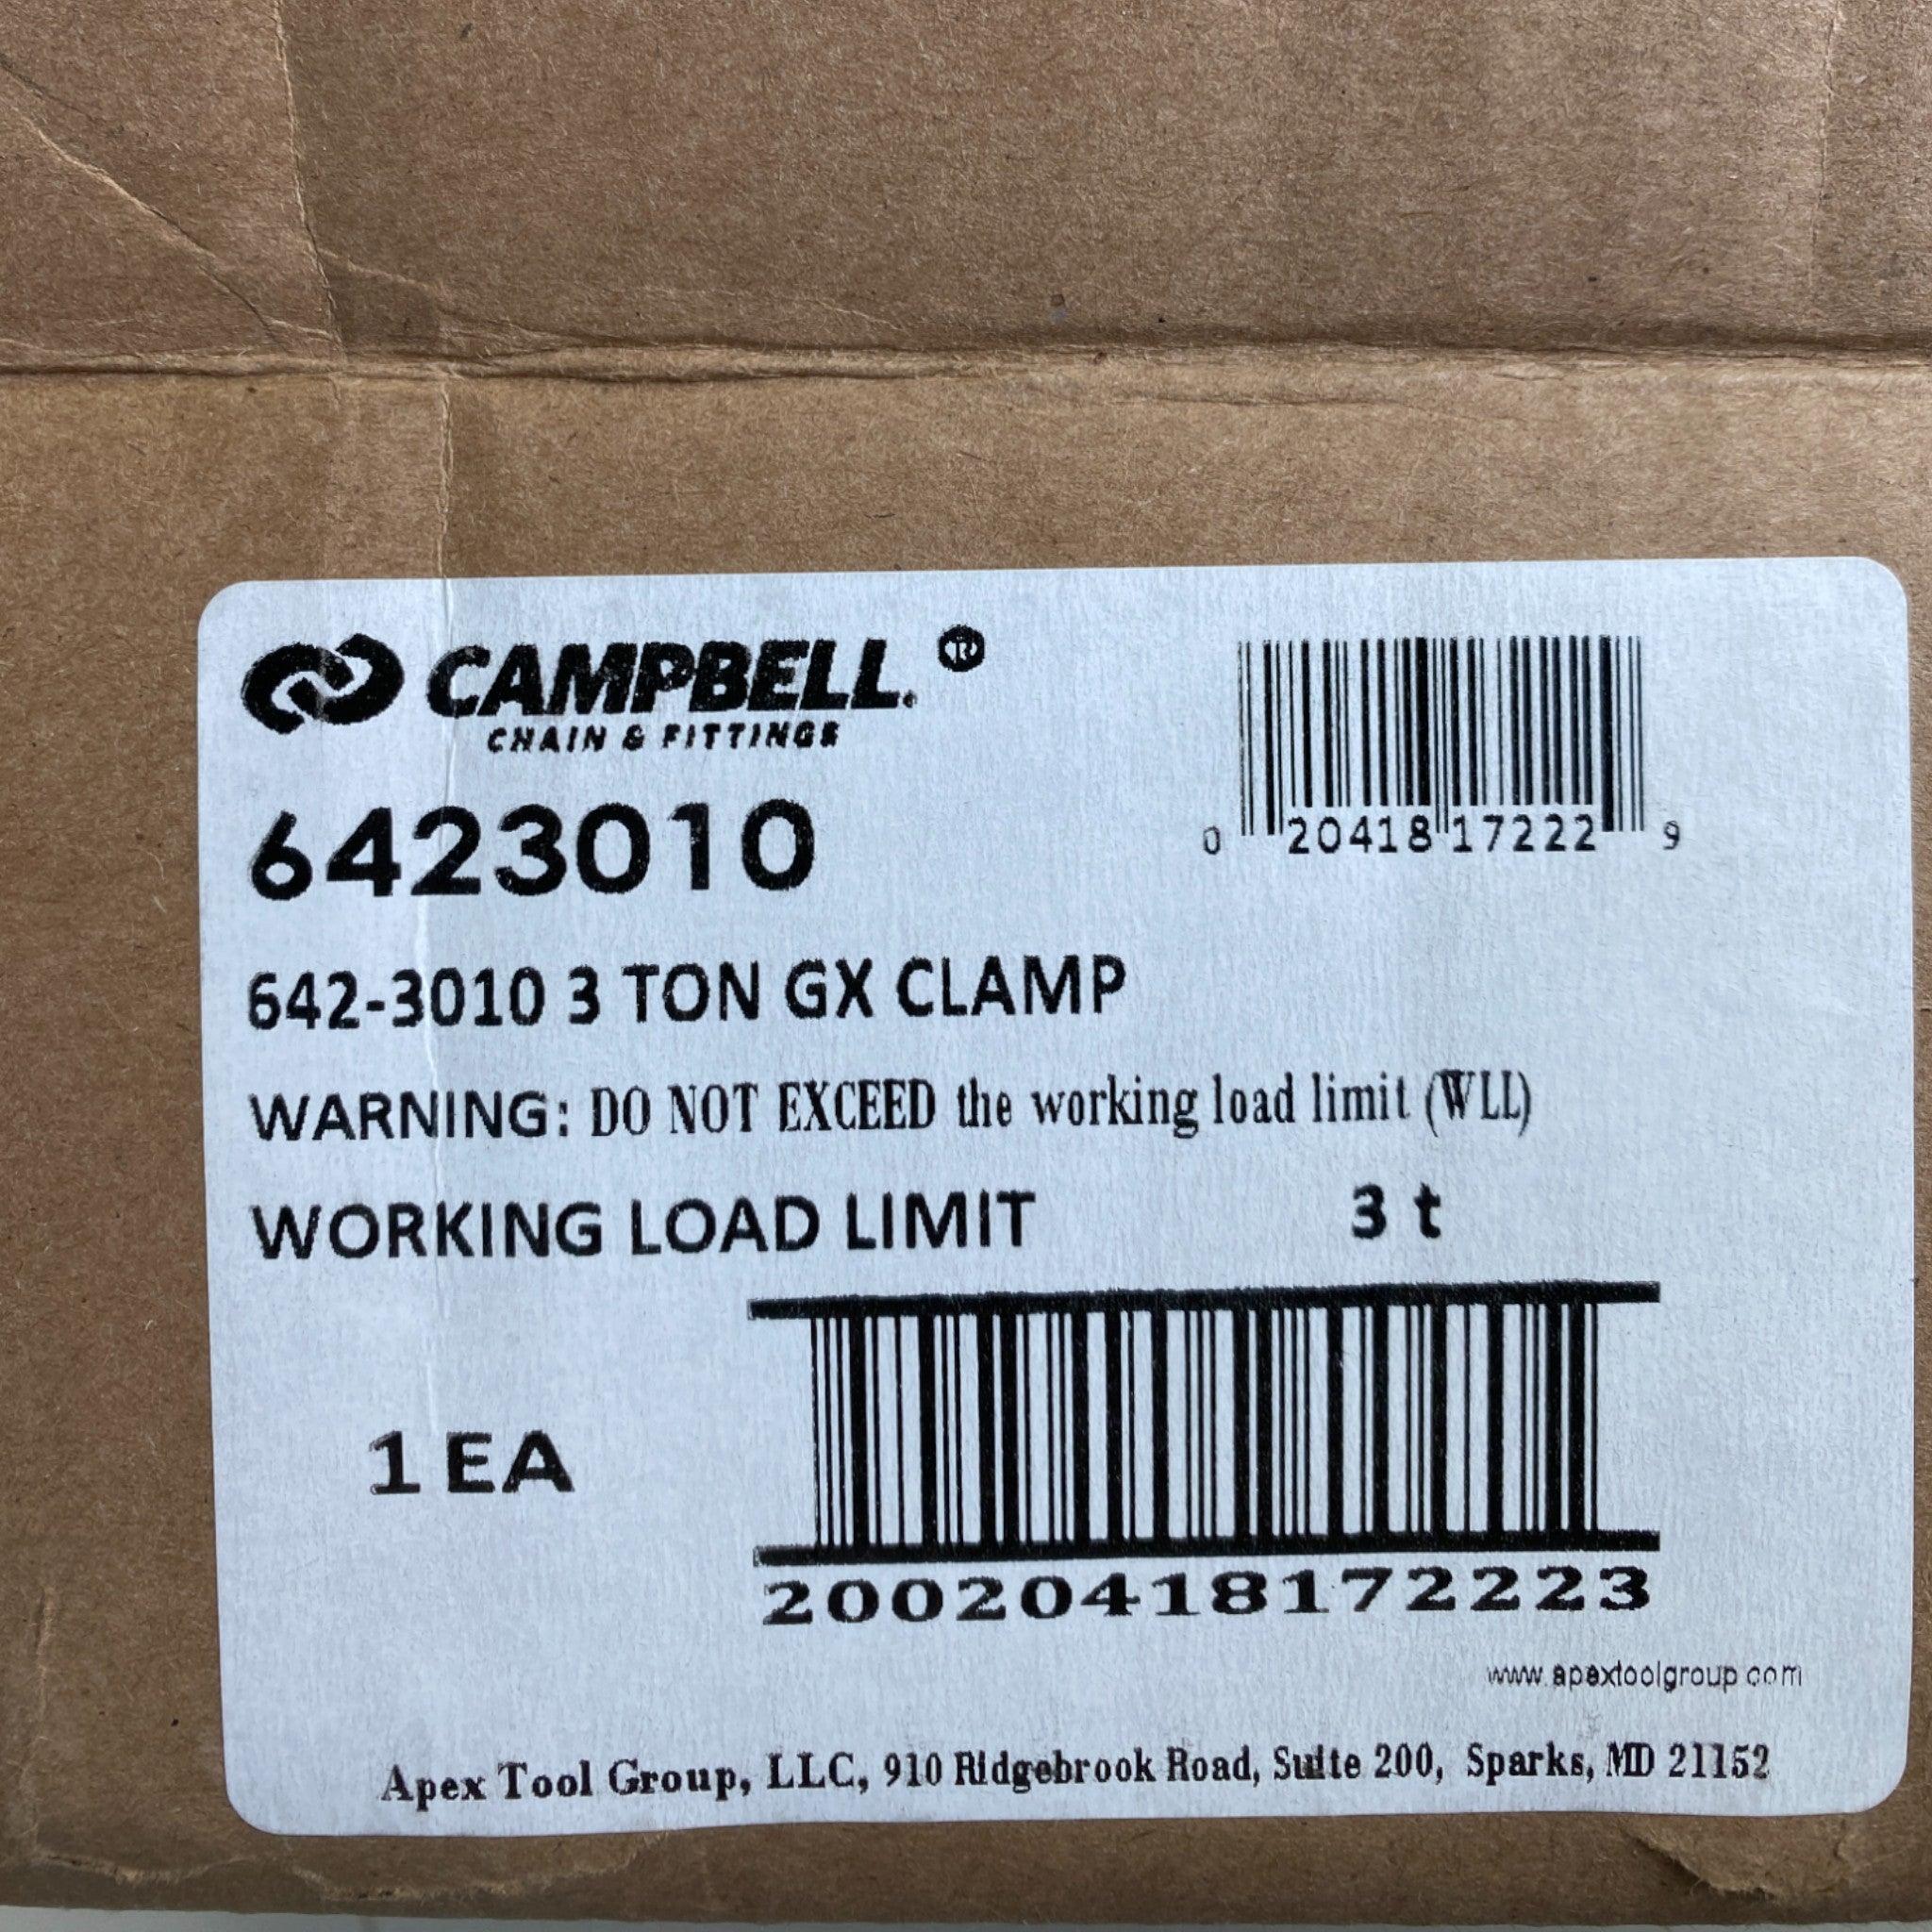 CAMPBELL. ®
CHAIN & FITTINGS
0 20418 17222 9
6423010
642-3010 3 TON GX CLAMP
WARNING: DO NOT EXCEED the working load limit (WLL)
WORKING LOAD LIMIT 3 t
1 EA
20020418172223
www.apextoolgroup.com
Apex Tool Group, LLC, 910 Ridgebrook Road, Suite 200, Sparks, MD 21152